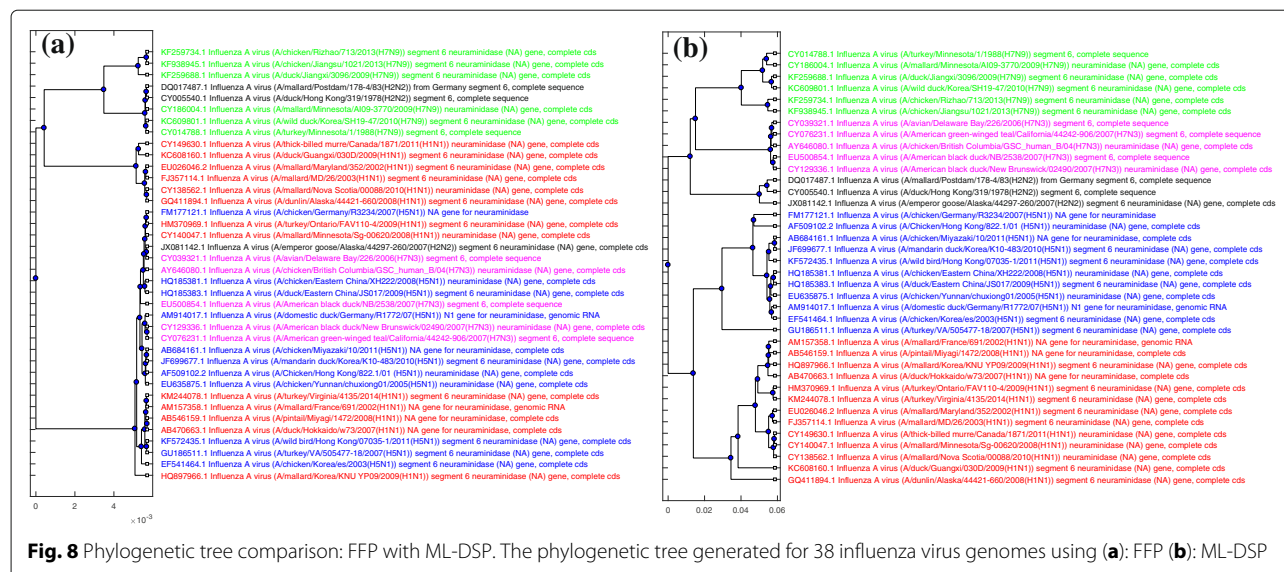 (a)
KF259734.1 Influenza A virus (A/chicken/Rizhao/713/2013(H7N9)) segment 6 neuraminidase (NA) gene, complete cds
KF938945.1 Influenza A virus (A/chicken/Jiangsu/1021/2013(H7N9)) segment 6 neuraminidase (NA) gene, complete cds
KF259688.1 Influenza A virus (A/duck/Jiangxi/3096/2009(H7N9)) segment 6 neuraminidase (NA) gene, complete cds
DQ017487.1 Influenza A virus (A/mallard/Postdam/178-4/83(H2N2)) from Germany segment 6, complete sequence
CY005540.1 Influenza A virus (A/duck/Hong Kong/319/1978(H2N2)) segment 6, complete sequence
CY186004.1 Influenza A virus (A/mallard/Minnesota/AI09-3770/2009(H7N9)) neuraminidase (NA) gene, complete cds
KC609801.1 Influenza A virus (A/wild duck/Korea/SH19-47/2010(H7N9)) segment 6 neuraminidase (NA) gene, complete cds
CY014788.1 Influenza A virus (A/turkey/Minnesota/1/1988(H7N9)) segment 6, complete sequence
CY149630.1 Influenza A virus (A/thick-billed murre/Canada/1871/2011(H1N1)) neuraminidase (NA) gene, complete cds
KC608160.1 Influenza A virus (A/duck/Guangxi/030D/2009(H1N1)) segment 6 neuraminidase (NA) gene, complete cds
EU026046.2 Influenza A virus (A/mallard/Maryland/352/2002(H1N1)) segment 6 neuraminidase (NA) gene, complete cds
FJ357114.1 Influenza A virus (A/mallard/MD/26/2003(H1N1)) segment 6 neuraminidase (NA) gene, complete cds
CY138562.1 Influenza A virus (A/mallard/Nova Scotia/00088/2010(H1N1)) neuraminidase (NA) gene, complete cds
GQ411894.1 Influenza A virus (A/dunlin/Alaska/44421-660/2008(H1N1)) segment 6 neuraminidase (NA) gene, complete cds
FM177121.1 Influenza A virus (A/chicken/Germany/R3234/2007(H5N1)) NA gene for neuraminidase
HM370969.1 Influenza A virus (A/turkey/Ontario/FAV110-4/2009(H1N1)) segment 6 neuraminidase (NA) gene, complete cds
CY140047.1 Influenza A virus (A/mallard/Minnesota/Sg-00620/2008(H1N1)) neuraminidase (NA) gene, complete cds
JX081142.1 Influenza A virus (A/emperor goose/Alaska/44297-260/2007(H2N2)) segment 6 neuraminidase (NA) gene, complete cds
CY039321.1 Influenza A virus (A/avian/Delaware Bay/226/2006(H7N3)) segment 6, complete sequence
AY646080.1 Influenza A virus (A/chicken/British Columbia/GSC_human_B/04(H7N3)) neuraminidase (NA) gene, complete cds
HQ185381.1 Influenza A virus (A/chicken/Eastern China/XH222/2008(H5N1)) neuraminidase (NA) gene, complete cds
HQ185383.1 Influenza A virus (A/duck/Eastern China/JS017/2009(H5N1)) segment 6 neuraminidase (NA) gene, complete cds
EU500854.1 Influenza A virus (A/American black duck/NB/2538/2007(H7N3)) segment 6, complete sequence
AM914017.1 Influenza A virus (A/domestic duck/Germany/R1772/07(H5N1)) N1 gene for neuraminidase, genomic RNA
CY129336.1 Influenza A virus (A/American black duck/New Brunswick/02490/2007(H7N3)) neuraminidase (NA) gene, complete cds
CY076231.1 Influenza A virus (A/American green-winged teal/California/44242-906/2007(H7N3)) segment 6, complete sequence
AB684161.1 Influenza A virus (A/chicken/Miyazaki/10/2011(H5N1)) NA gene for neuraminidase, complete cds
JF699677.1 Influenza A virus (A/mandarin duck/Korea/K10-483/2010(H5N1)) segment 6 neuraminidase (NA) gene, complete cds
AF509102.2 Influenza A virus (A/Chicken/Hong Kong/822.1/01 (H5N1)) neuraminidase (NA) gene, complete cds
EU635875.1 Influenza A virus (A/chicken/Yunnan/chuxiong01/2005(H5N1)) neuraminidase (NA) gene, complete cds
KM244078.1 Influenza A virus (A/turkey/Virginia/4135/2014(H1N1)) segment 6 neuraminidase (NA) gene, complete cds
AM157358.1 Influenza A virus (A/mallard/France/691/2002(H1N1)) NA gene for neuraminidase, genomic RNA
AB546159.1 Influenza A virus (A/pintail/Miyagi/1472/2008(H1N1)) NA gene for neuraminidase, complete cds
AB470663.1 Influenza A virus (A/duck/Hokkaido/w73/2007(H1N1)) NA gene for neuraminidase, complete cds
KF572435.1 Influenza A virus (A/wild bird/Hong Kong/07035-1/2011(H5N1)) segment 6 neuraminidase (NA) gene, complete cds
GU186511.1 Influenza A virus (A/turkey/VA/505477-18/2007(H5N1)) segment 6 neuraminidase (NA) gene, complete cds
EF541464.1 Influenza A virus (A/chicken/Korea/es/2003(H5N1)) segment 6 neuraminidase (NA) gene, complete cds
HQ897966.1 Influenza A virus (A/mallard/Korea/KNU YP09/2009(H1N1)) segment 6 neuraminidase (NA) gene, complete cds
0 2 4
×10⁻³
(b)
CY014788.1 Influenza A virus (A/turkey/Minnesota/1/1988(H7N9)) segment 6, complete sequence
CY186004.1 Influenza A virus (A/mallard/Minnesota/AI09-3770/2009(H7N9)) neuraminidase (NA) gene, complete cds
KF259688.1 Influenza A virus (A/duck/Jiangxi/3096/2009(H7N9)) segment 6 neuraminidase (NA) gene, complete cds
KC609801.1 Influenza A virus (A/wild duck/Korea/SH19-47/2010(H7N9)) segment 6 neuraminidase (NA) gene, complete cds
KF259734.1 Influenza A virus (A/chicken/Rizhao/713/2013(H7N9)) segment 6 neuraminidase (NA) gene, complete cds
KF938945.1 Influenza A virus (A/chicken/Jiangsu/1021/2013(H7N9)) segment 6 neuraminidase (NA) gene, complete cds
CY039321.1 Influenza A virus (A/avian/Delaware Bay/226/2006(H7N3)) segment 6, complete sequence
CY076231.1 Influenza A virus (A/American green-winged teal/California/44242-906/2007(H7N3)) segment 6, complete sequence
AY646080.1 Influenza A virus (A/chicken/British Columbia/GSC_human_B/04(H7N3)) neuraminidase (NA) gene, complete cds
EU500854.1 Influenza A virus (A/American black duck/NB/2538/2007(H7N3)) segment 6, complete sequence
CY129336.1 Influenza A virus (A/American black duck/New Brunswick/02490/2007(H7N3)) neuraminidase (NA) gene, complete cds
DQ017487.1 Influenza A virus (A/mallard/Postdam/178-4/83(H2N2)) from Germany segment 6, complete sequence
CY005540.1 Influenza A virus (A/duck/Hong Kong/319/1978(H2N2)) segment 6, complete sequence
JX081142.1 Influenza A virus (A/emperor goose/Alaska/44297-260/2007(H2N2)) segment 6 neuraminidase (NA) gene, complete cds
FM177121.1 Influenza A virus (A/chicken/Germany/R3234/2007(H5N1)) NA gene for neuraminidase
AF509102.2 Influenza A virus (A/Chicken/Hong Kong/822.1/01 (H5N1)) neuraminidase (NA) gene, complete cds
AB684161.1 Influenza A virus (A/chicken/Miyazaki/10/2011(H5N1)) NA gene for neuraminidase, complete cds
JF699677.1 Influenza A virus (A/mandarin duck/Korea/K10-483/2010(H5N1)) segment 6 neuraminidase (NA) gene, complete cds
KF572435.1 Influenza A virus (A/wild bird/Hong Kong/07035-1/2011(H5N1)) segment 6 neuraminidase (NA) gene, complete cds
HQ185381.1 Influenza A virus (A/chicken/Eastern China/XH222/2008(H5N1)) neuraminidase (NA) gene, complete cds
HQ185383.1 Influenza A virus (A/duck/Eastern China/JS017/2009(H5N1)) segment 6 neuraminidase (NA) gene, complete cds
EU635875.1 Influenza A virus (A/chicken/Yunnan/chuxiong01/2005(H5N1)) neuraminidase (NA) gene, complete cds
AM914017.1 Influenza A virus (A/domestic duck/Germany/R1772/07(H5N1)) N1 gene for neuraminidase, genomic RNA
EF541464.1 Influenza A virus (A/chicken/Korea/es/2003(H5N1)) segment 6 neuraminidase (NA) gene, complete cds
GU186511.1 Influenza A virus (A/turkey/VA/505477-18/2007(H5N1)) segment 6 neuraminidase (NA) gene, complete cds
AM157358.1 Influenza A virus (A/mallard/France/691/2002(H1N1)) NA gene for neuraminidase, genomic RNA
AB546159.1 Influenza A virus (A/pintail/Miyagi/1472/2008(H1N1)) NA gene for neuraminidase, complete cds
HQ897966.1 Influenza A virus (A/mallard/Korea/KNU YP09/2009(H1N1)) segment 6 neuraminidase (NA) gene, complete cds
AB470663.1 Influenza A virus (A/duck/Hokkaido/w73/2007(H1N1)) NA gene for neuraminidase, complete cds
HM370969.1 Influenza A virus (A/turkey/Ontario/FAV110-4/2009(H1N1)) segment 6 neuraminidase (NA) gene, complete cds
KM244078.1 Influenza A virus (A/turkey/Virginia/4135/2014(H1N1)) segment 6 neuraminidase (NA) gene, complete cds
EU026046.2 Influenza A virus (A/mallard/Maryland/352/2002(H1N1)) segment 6 neuraminidase (NA) gene, complete cds
FJ357114.1 Influenza A virus (A/mallard/MD/26/2003(H1N1)) segment 6 neuraminidase (NA) gene, complete cds
CY149630.1 Influenza A virus (A/thick-billed murre/Canada/1871/2011(H1N1)) neuraminidase (NA) gene, complete cds
CY140047.1 Influenza A virus (A/mallard/Minnesota/Sg-00620/2008(H1N1)) neuraminidase (NA) gene, complete cds
CY138562.1 Influenza A virus (A/mallard/Nova Scotia/00088/2010(H1N1)) neuraminidase (NA) gene, complete cds
KC608160.1 Influenza A virus (A/duck/Guangxi/030D/2009(H1N1)) segment 6 neuraminidase (NA) gene, complete cds
GQ411894.1 Influenza A virus (A/dunlin/Alaska/44421-660/2008(H1N1)) segment 6 neuraminidase (NA) gene, complete cds
0 0.02 0.04 0.06
Fig. 8 Phylogenetic tree comparison: FFP with ML-DSP. The phylogenetic tree generated for 38 influenza virus genomes using (a): FFP (b): ML-DSP